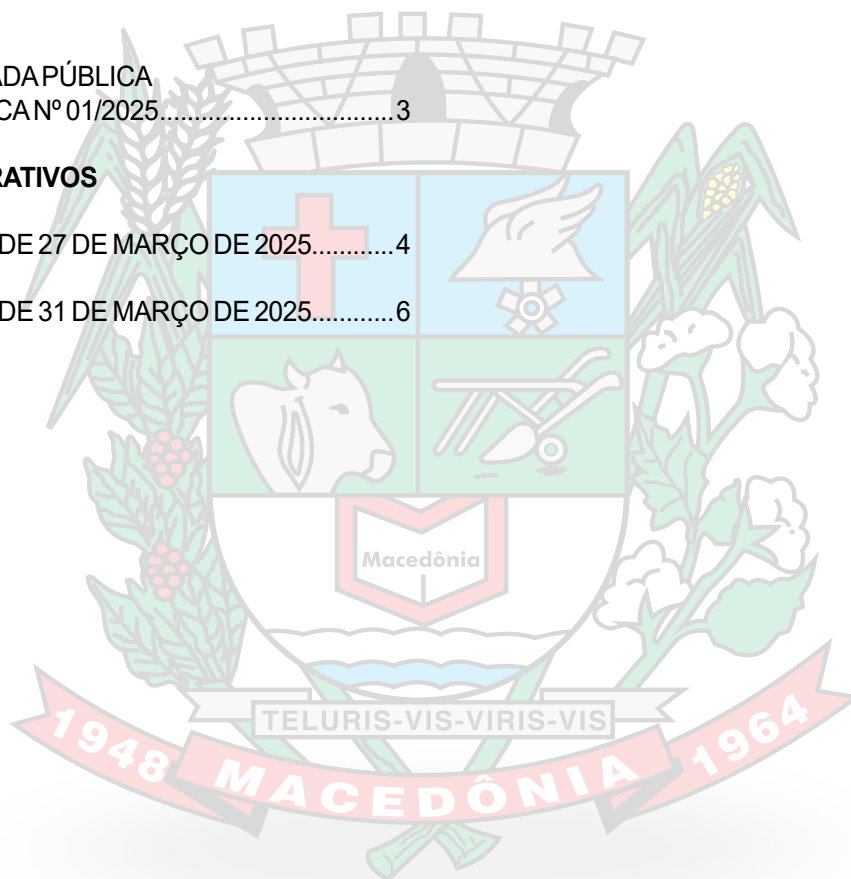 ADA PÚBLICA
CA Nº 01/2025...............................3
RATIVOS
DE 27 DE MARÇO DE 2025............4
DE 31 DE MARÇO DE 2025............6
Macedônia
TELURIS-VIS-VIRIS-VIS
1948 MACEDÔNIA 1964